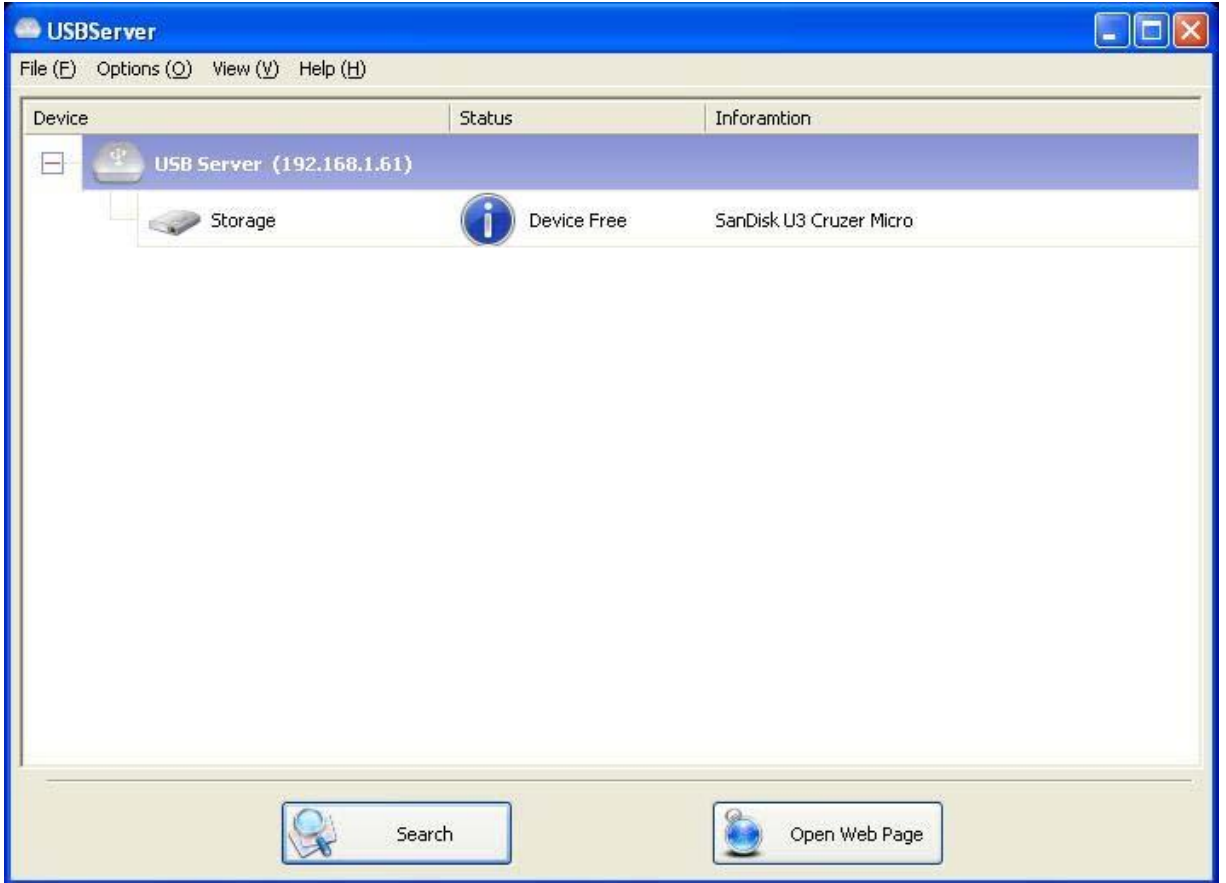 USBServer
File (F) Options (O) View (V) Help (H)
Device Status Inforamtion
USB Server (192.168.1.61)
Storage Device Free SanDisk U3 Cruzer Micro
Search Open Web Page